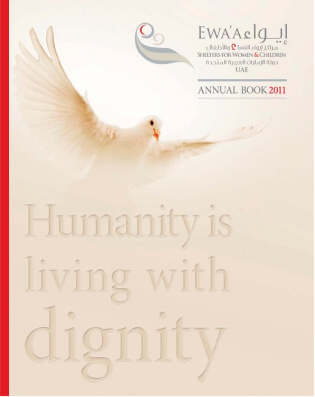 EWA'A إيواء
مراكز إيواء النساء والأطفال
SHELTERS FOR WOMEN & CHILDREN
دولة الإمارات العربية المتحدة
UAE
ANNUAL BOOK 2011
Humanity is
living with
dignity